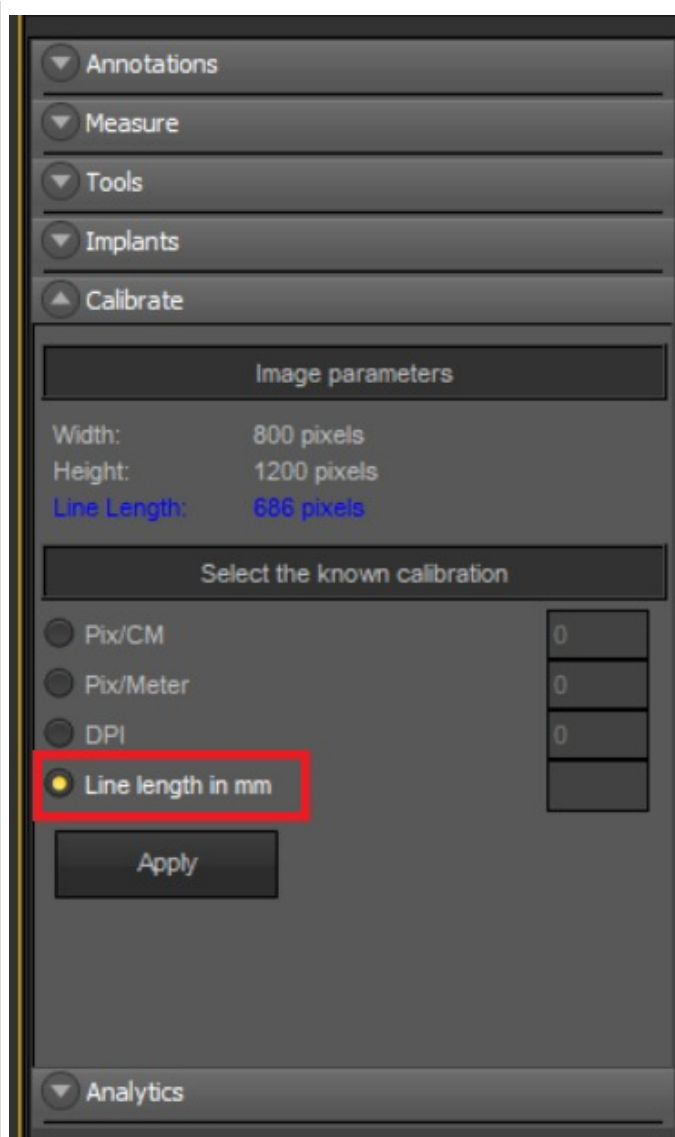 Annotations
Measure
Tools
Implants
Calibrate
Image parameters
Width: 800 pixels
Height: 1200 pixels
Line Length: 686 pixels
Select the known calibration
Pix/CM 0
Pix/Meter 0
DPI 0
Line length in mm
Apply
Analytics